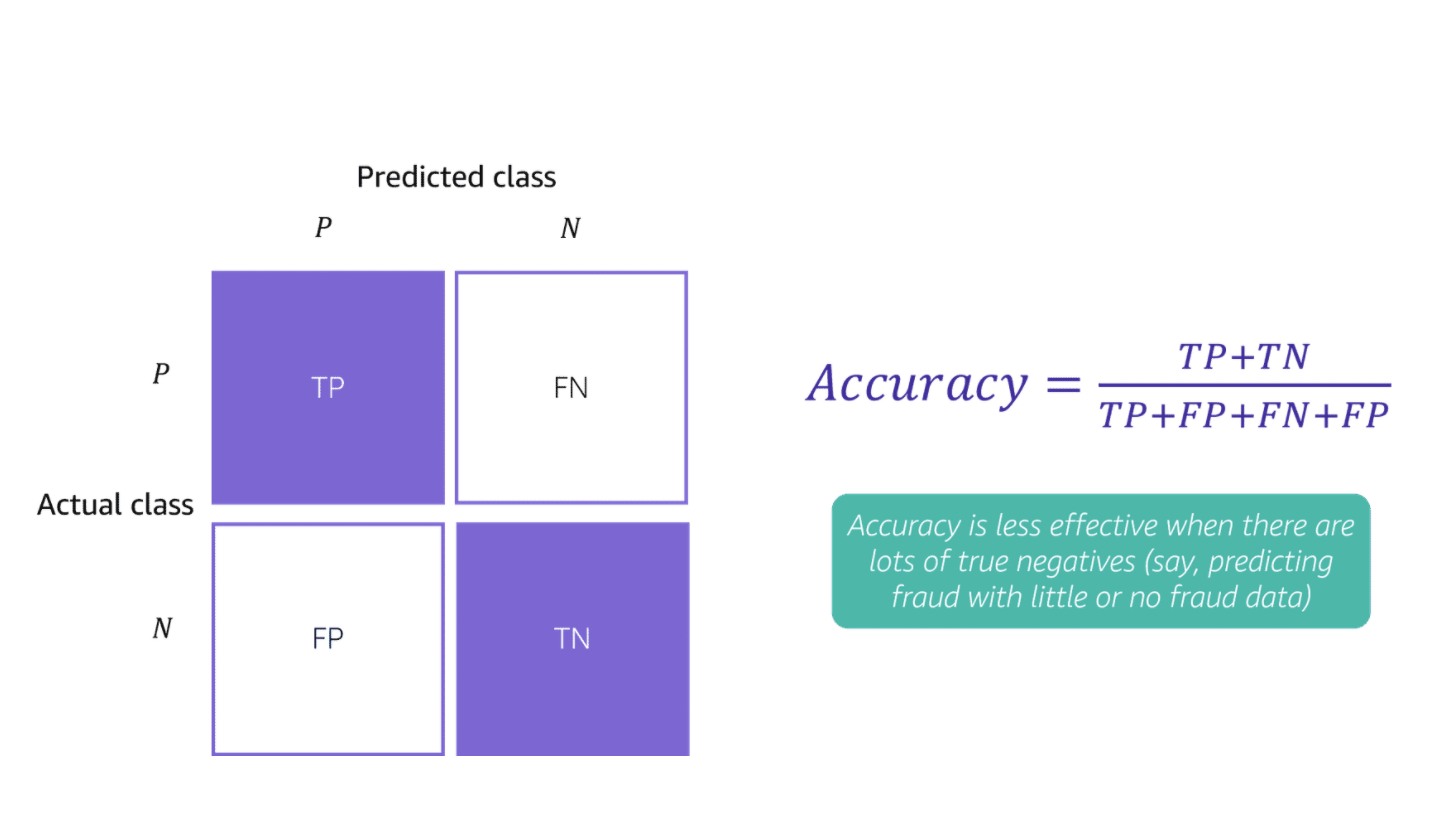 Predicted class
P N
P
TP FN
Actual class
N
FP TN
Accuracy = TP+TN / TP+FP+FN+FP
Accuracy is less effective when there are
lots of true negatives (say, predicting
fraud with little or no fraud data)